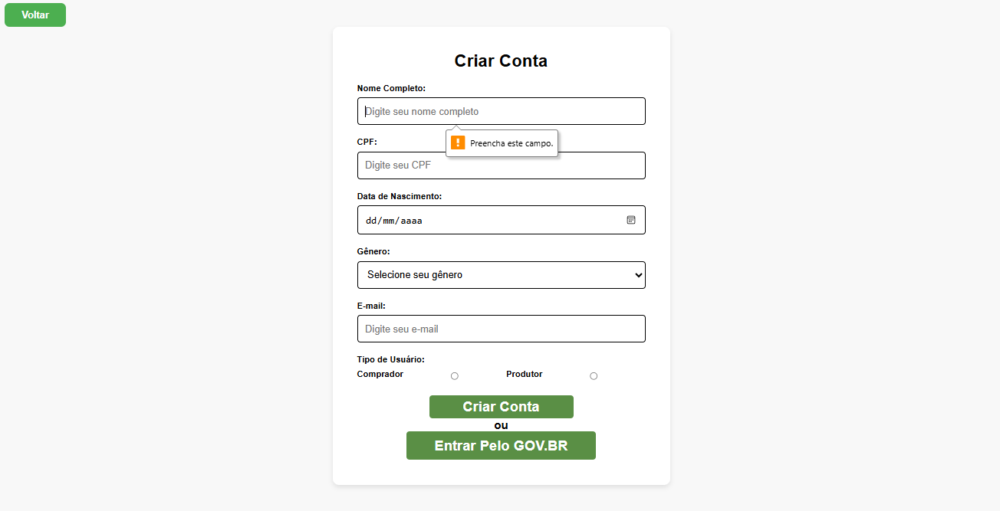 Voltar
Criar Conta
Nome Completo:
Digite seu nome completo
Preencha este campo.
CPF:
Digite seu CPF
Data de Nascimento:
dd/mm/aaaa
Gênero:
Selecione seu gênero
E-mail:
Digite seu e-mail
Tipo de Usuário:
Comprador Produtor
Criar Conta
ou
Entrar Pelo GOV.BR